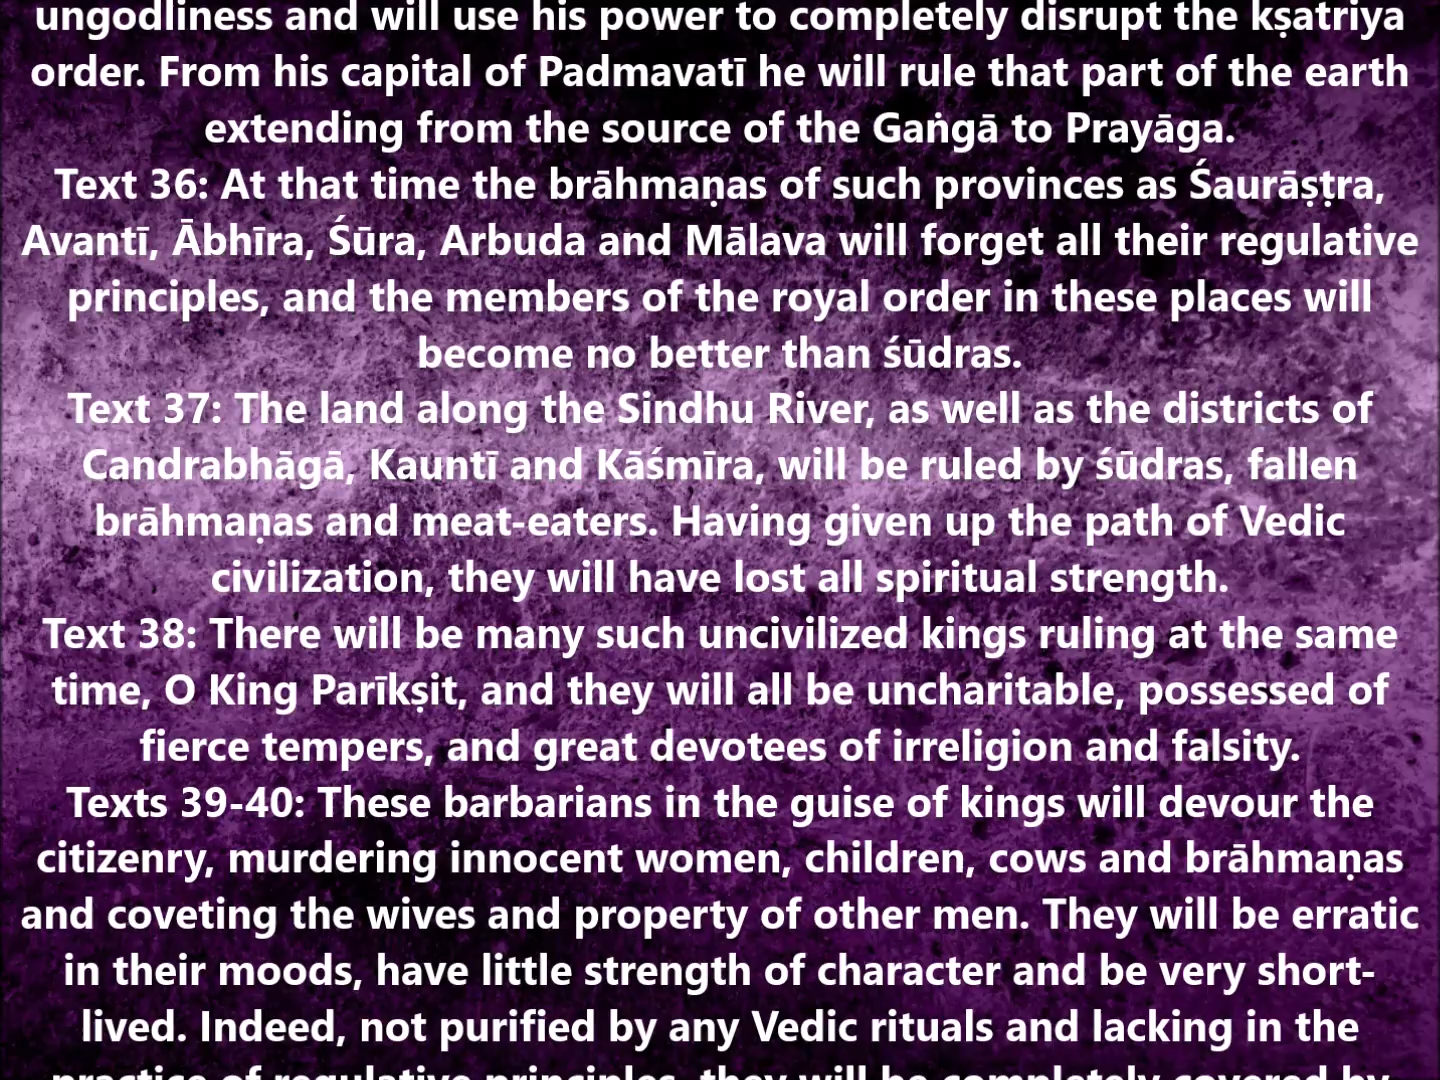 ungodliness and will use his power to completely disrupt the kṣatriya
order. From his capital of Padmavatī he will rule that part of the earth
extending from the source of the Gaṅgā to Prayāga.
Text 36: At that time the brāhmaṇas of such provinces as Śaurāṣṭra,
Avantī, Ābhīra, Śūra, Arbuda and Mālava will forget all their regulative
principles, and the members of the royal order in these places will
become no better than śūdras.
Text 37: The land along the Sindhu River, as well as the districts of
Candrabhāgā, Kauntī and Kāśmīra, will be ruled by śūdras, fallen
brāhmaṇas and meat-eaters. Having given up the path of Vedic
civilization, they will have lost all spiritual strength.
Text 38: There will be many such uncivilized kings ruling at the same
time, O King Parīkṣit, and they will all be uncharitable, possessed of
fierce tempers, and great devotees of irreligion and falsity.
Texts 39-40: These barbarians in the guise of kings will devour the
citizenry, murdering innocent women, children, cows and brāhmaṇas
and coveting the wives and property of other men. They will be erratic
in their moods, have little strength of character and be very short-
lived. Indeed, not purified by any Vedic rituals and lacking in the
practice of regulative principles, they will be completely covered by